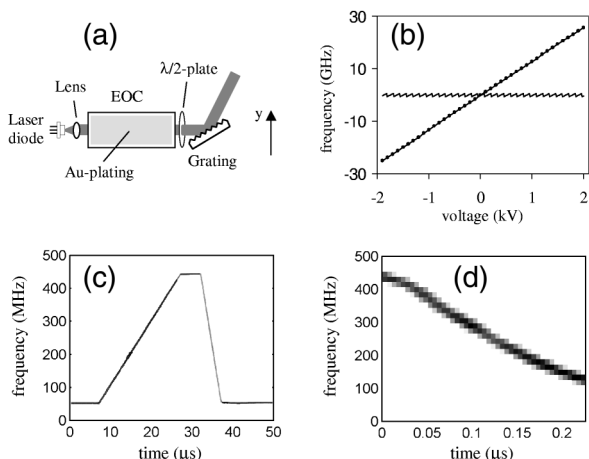 (a)
λ/2-plate
EOC
Lens
Laser
diode
y
Au-plating
Grating
(b)
frequency (GHz)
30
10
-10
-30
-2
-1
0
1
2
voltage (kV)
(c)
frequency (MHz)
500
400
300
200
100
0
0
10
20
30
40
50
time (μs)
(d)
frequency (MHz)
500
400
300
200
100
0
0
0.05
0.1
0.15
0.2
time (μs)